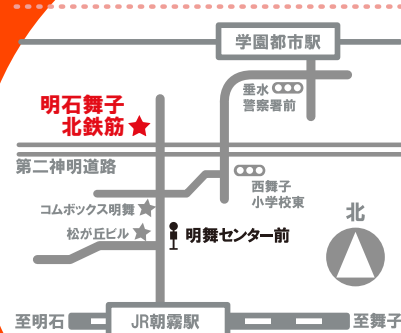 学園都市駅
垂水
警察署前
明石舞子
北鉄筋
第二神明道路
西舞子
小学校東
コムボックス明舞
松が丘ビル
明舞センター前
北
至明石
JR朝霧駅
至舞子